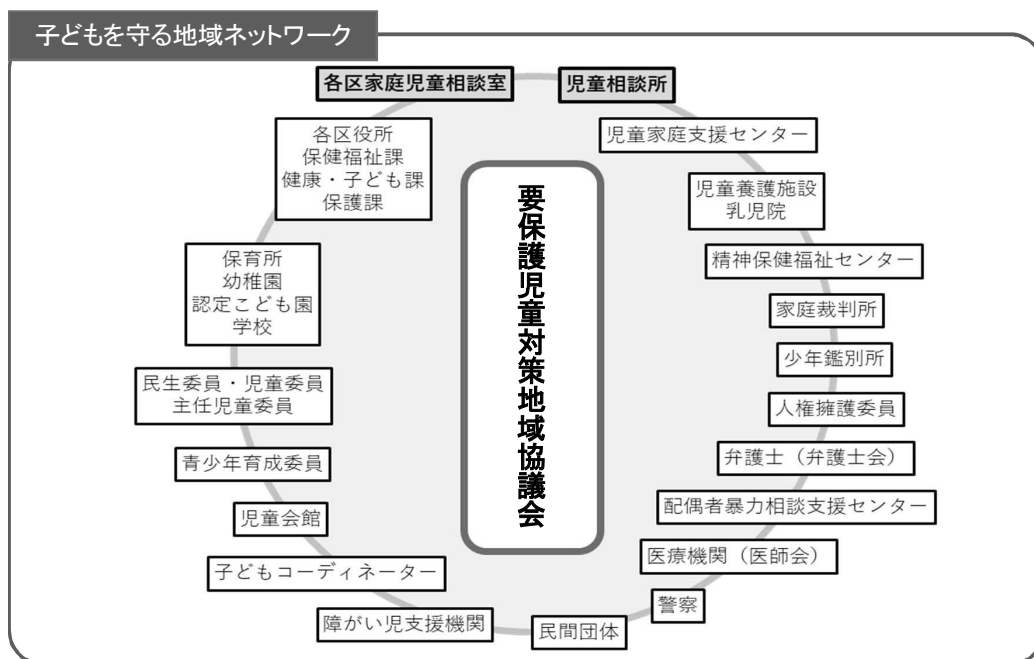 子どもを守る地域ネットワーク
各区家庭児童相談室
児童相談所
各区役所
保健福祉課
健康・子ども課
保護課
児童家庭支援センター
児童養護施設
乳児院
保育所
幼稚園
認定こども園
学校
精神保健福祉センター
家庭裁判所
少年鑑別所
民生委員・児童委員
主任児童委員
人権擁護委員
青少年育成委員
弁護士（弁護士会）
児童会館
配偶者暴力相談支援センター
子どもコーディネーター
医療機関（医師会）
障がい児支援機関
警察
民間団体
要保護児童対策地域協議会